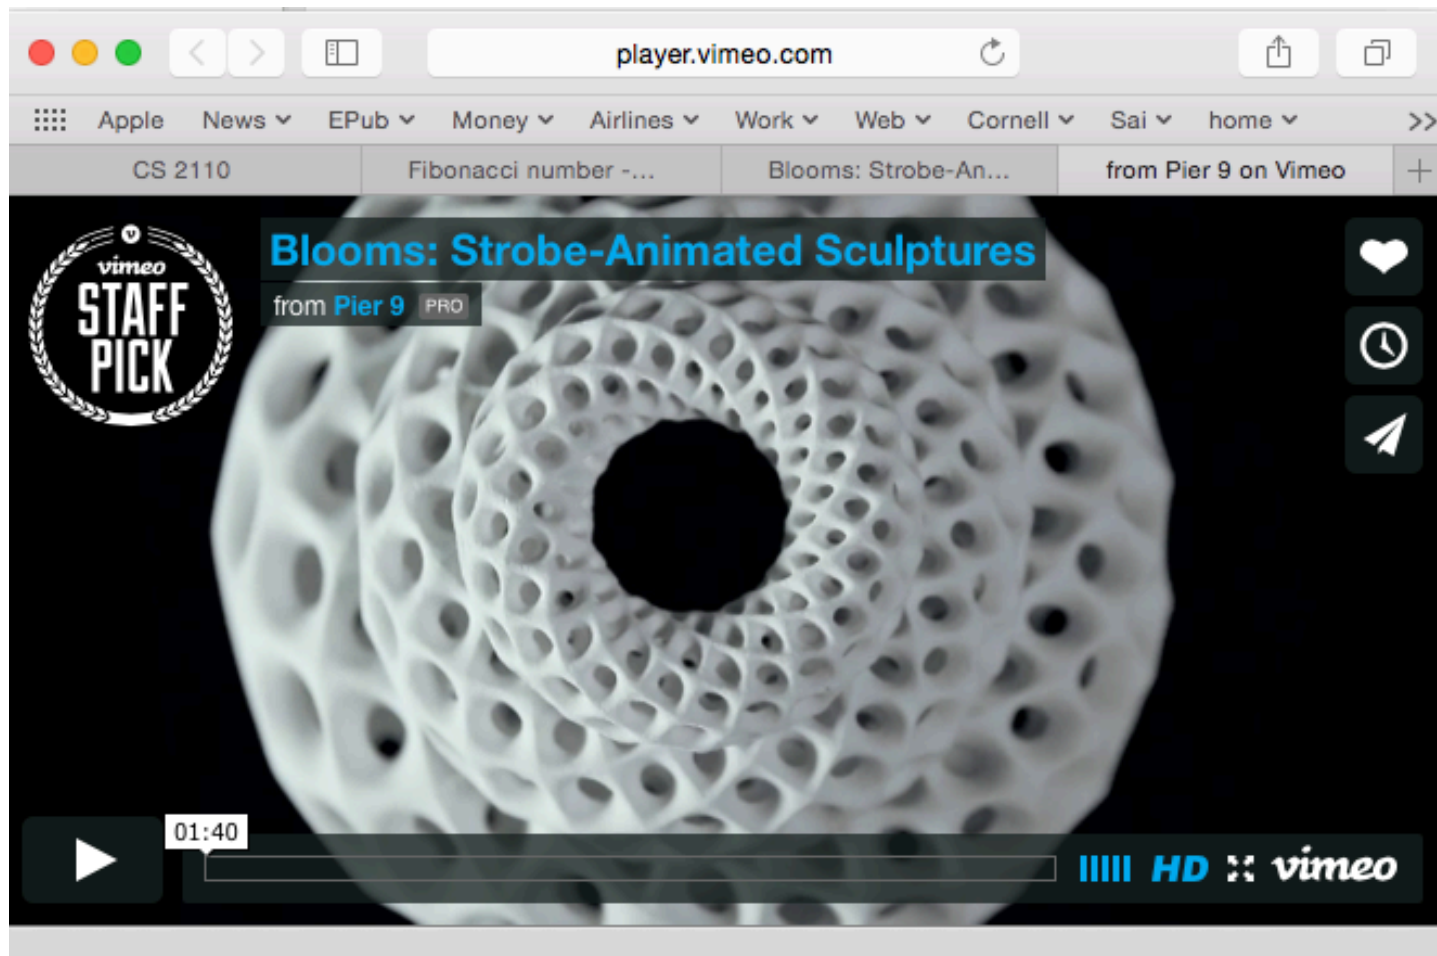 player.vimeo.com
Apple News EPub Money Airlines Work Web Cornell Sai home >>
CS 2110 Fibonacci number -... Blooms: Strobe-An... from Pier 9 on Vimeo +
v
vimeo
STAFF
PICK
Blooms: Strobe-Animated Sculptures
from Pier 9 PRO
01:40
HD vimeo